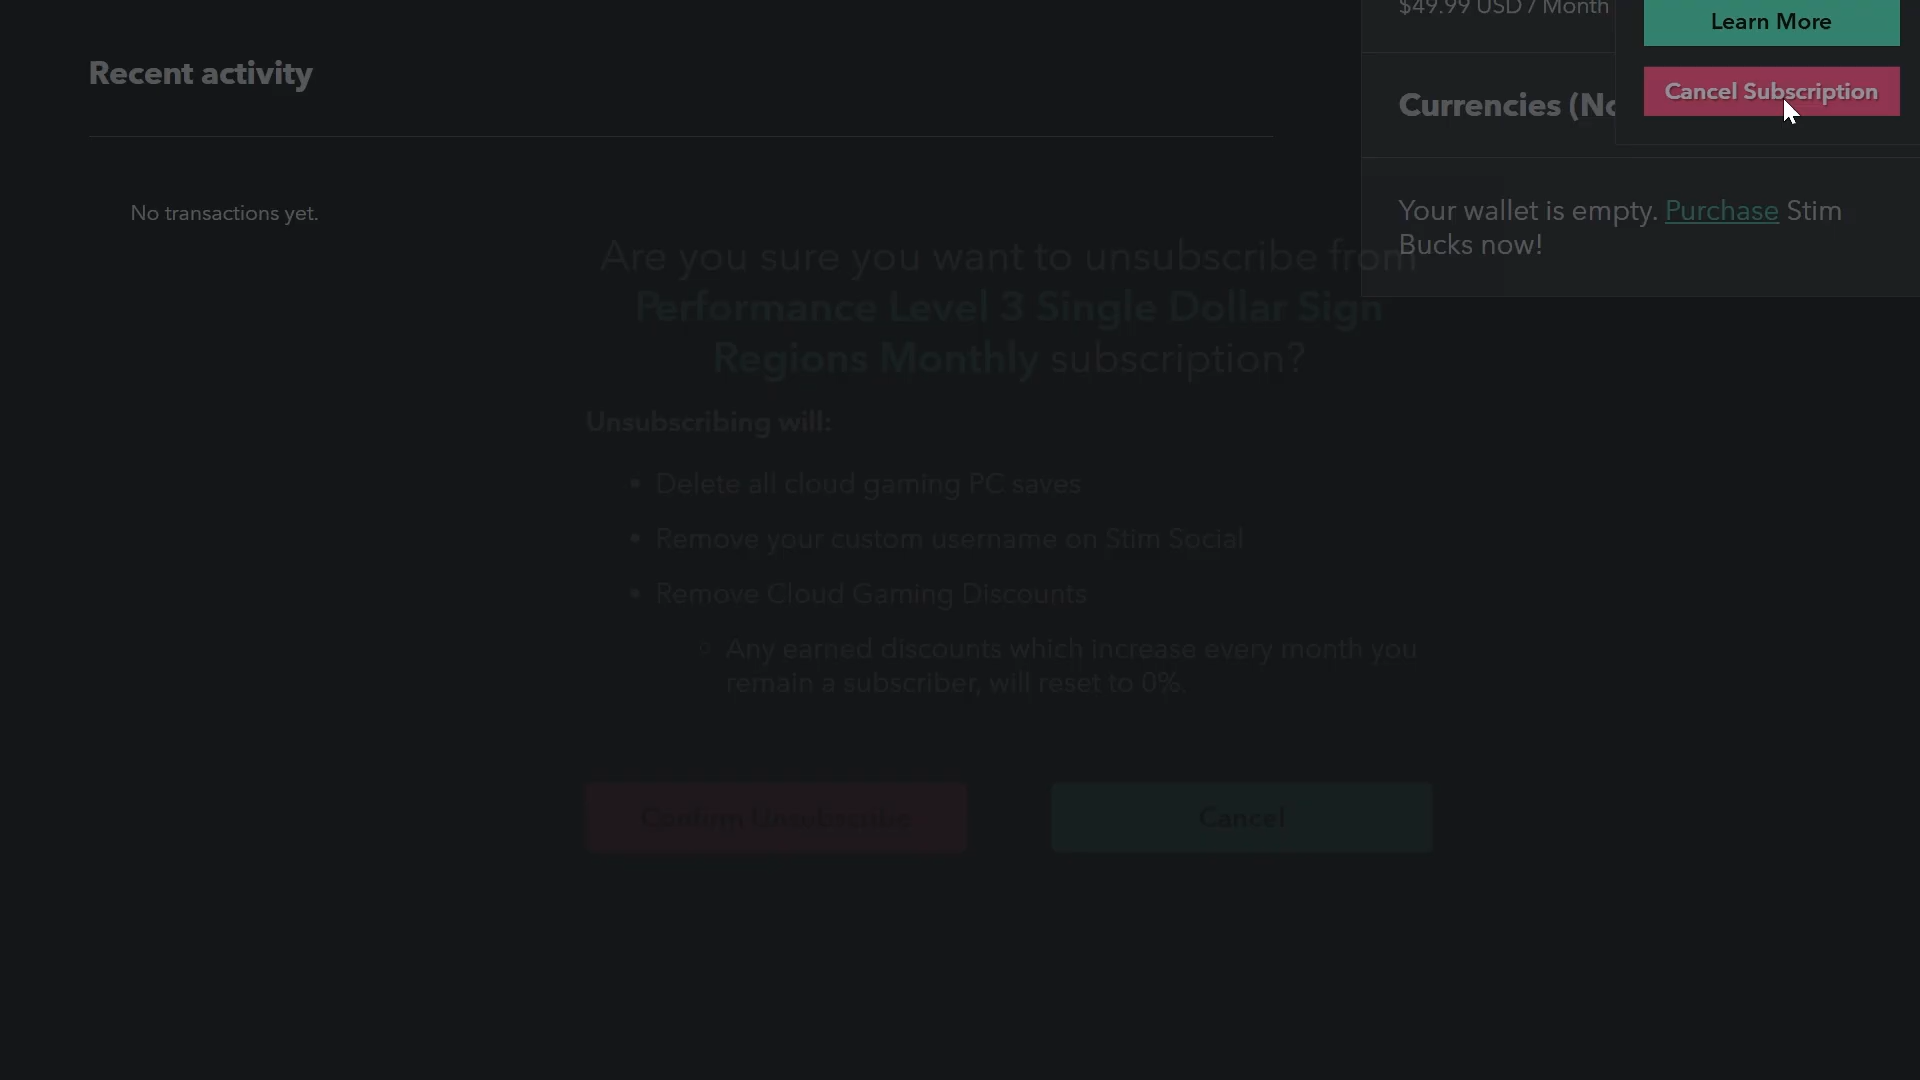 $49.99 USD / Month
Learn More
Recent activity
Cancel Subscription
Currencies (No
No transactions yet.
Your wallet is empty. Purchase Stim
Bucks now!
Are you sure you want to unsubscribe from
Performance Level 3 Single Dollar Sign
Regions Monthly subscription?
Unsubscribing will:
• Delete all cloud gaming PC saves
• Remove your custom username on Stim Social
• Remove Cloud Gaming Discounts
○ Any earned discounts which increase every month you
remain a subscriber, will reset to 0%.
Confirm Unsubscribe
Cancel